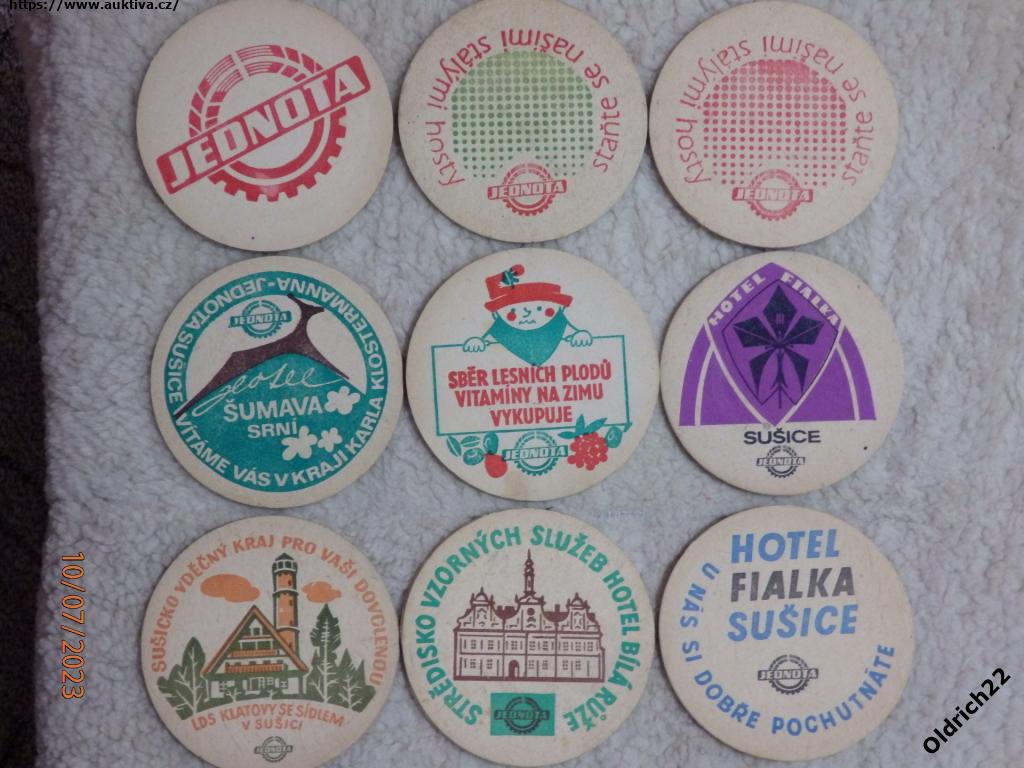 https://www.auktiva.cz/
JEDNOTA
staňte se našimi stálými hosty
JEDNOTA
staňte se našimi stálými hosty
JEDNOTA
JEDNOTA SUŠICE VÍTÁME VÁS V KRAJI KARLA KLOSTERMANNA-
JEDNOTA
hotel
ŠUMAVA
SRNÍ
SBĚR LESNÍCH PLODŮ
VITAMÍNY NA ZIMU
VYKUPUJE
JEDNOTA
HOTEL FIALKA
SUŠICE
JEDNOTA
SUŠICKO VDĚČNÝ KRAJ PRO VAŠI DOVOLENOU
LDS KLATOVY SE SÍDLEM
V SUŠICI
JEDNOTA
STŘEDISKO VZORNÝCH SLUŽEB HOTEL BÍLÁ RŮŽE
JEDNOTA
HOTEL
FIALKA
SUŠICE
JEDNOTA
U NÁS SI DOBŘE POCHUTNÁTE
10/07/2023
Oldrich22